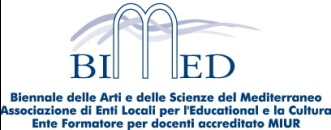 BIMED
Biennale delle Arti e delle Scienze del Mediterraneo
Associazione di Enti Locali per l'Educational e la Cultura
Ente Formatore per docenti accreditato MIUR